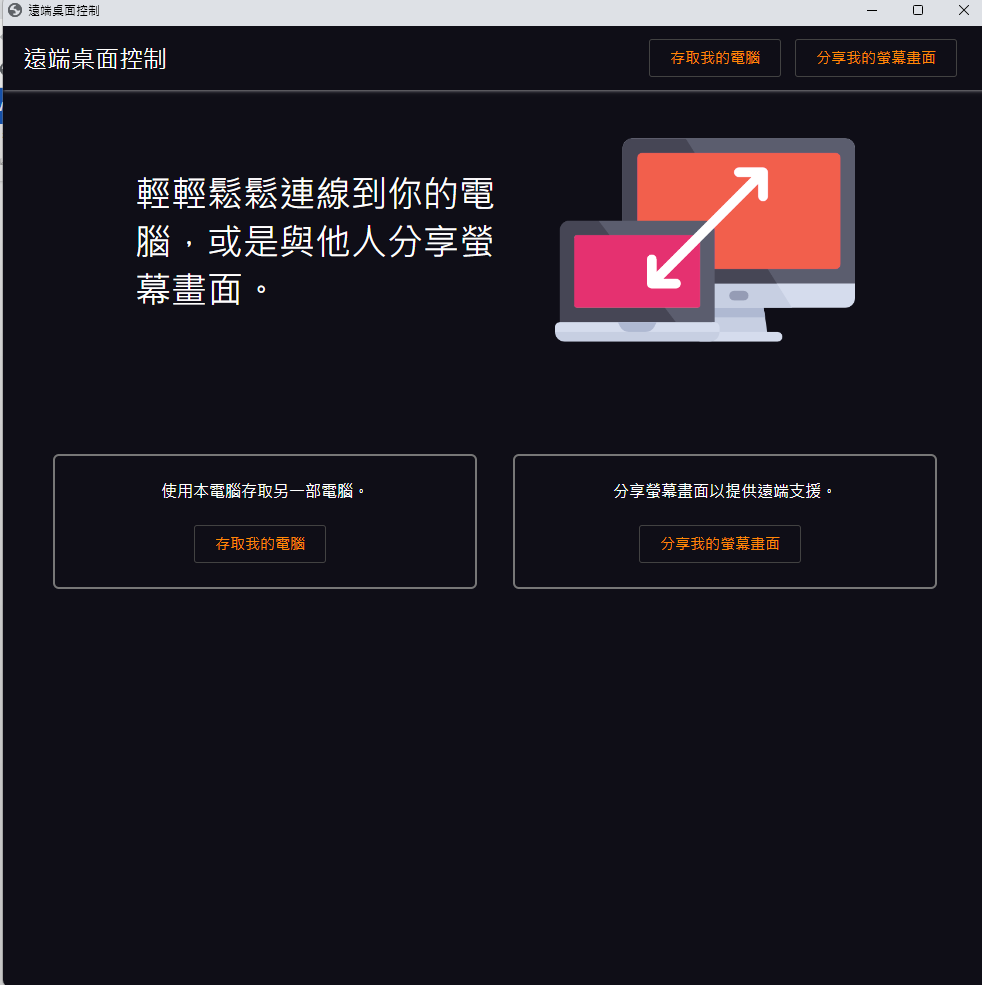 遠端桌面控制
遠端桌面控制
存取我的電腦
分享我的螢幕畫面
輕輕鬆鬆連線到你的電
腦，或是與他人分享螢
幕畫面。
使用本電腦存取另一部電腦。
存取我的電腦
分享螢幕畫面以提供遠端支援。
分享我的螢幕畫面